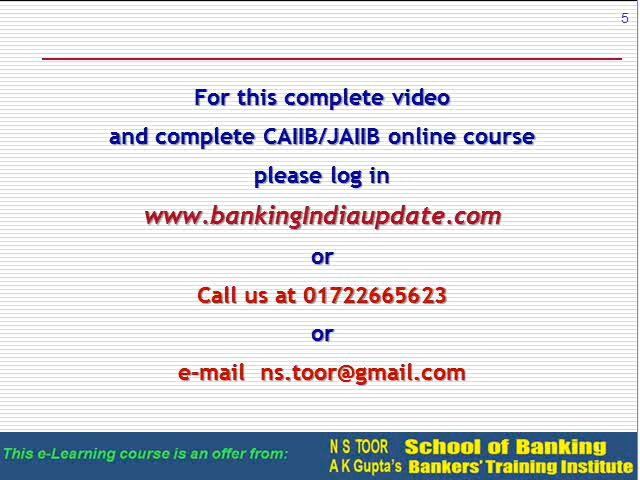 5
For this complete video
and complete CAIIB/JAIIB online course
please log in
www.bankingIndiaupdate.com
or
Call us at 01722665623
or
e-mail ns.toor@gmail.com
This e-Learning course is an offer from:
N S TOOR School of Banking
A K Gupta's Bankers' Training Institute